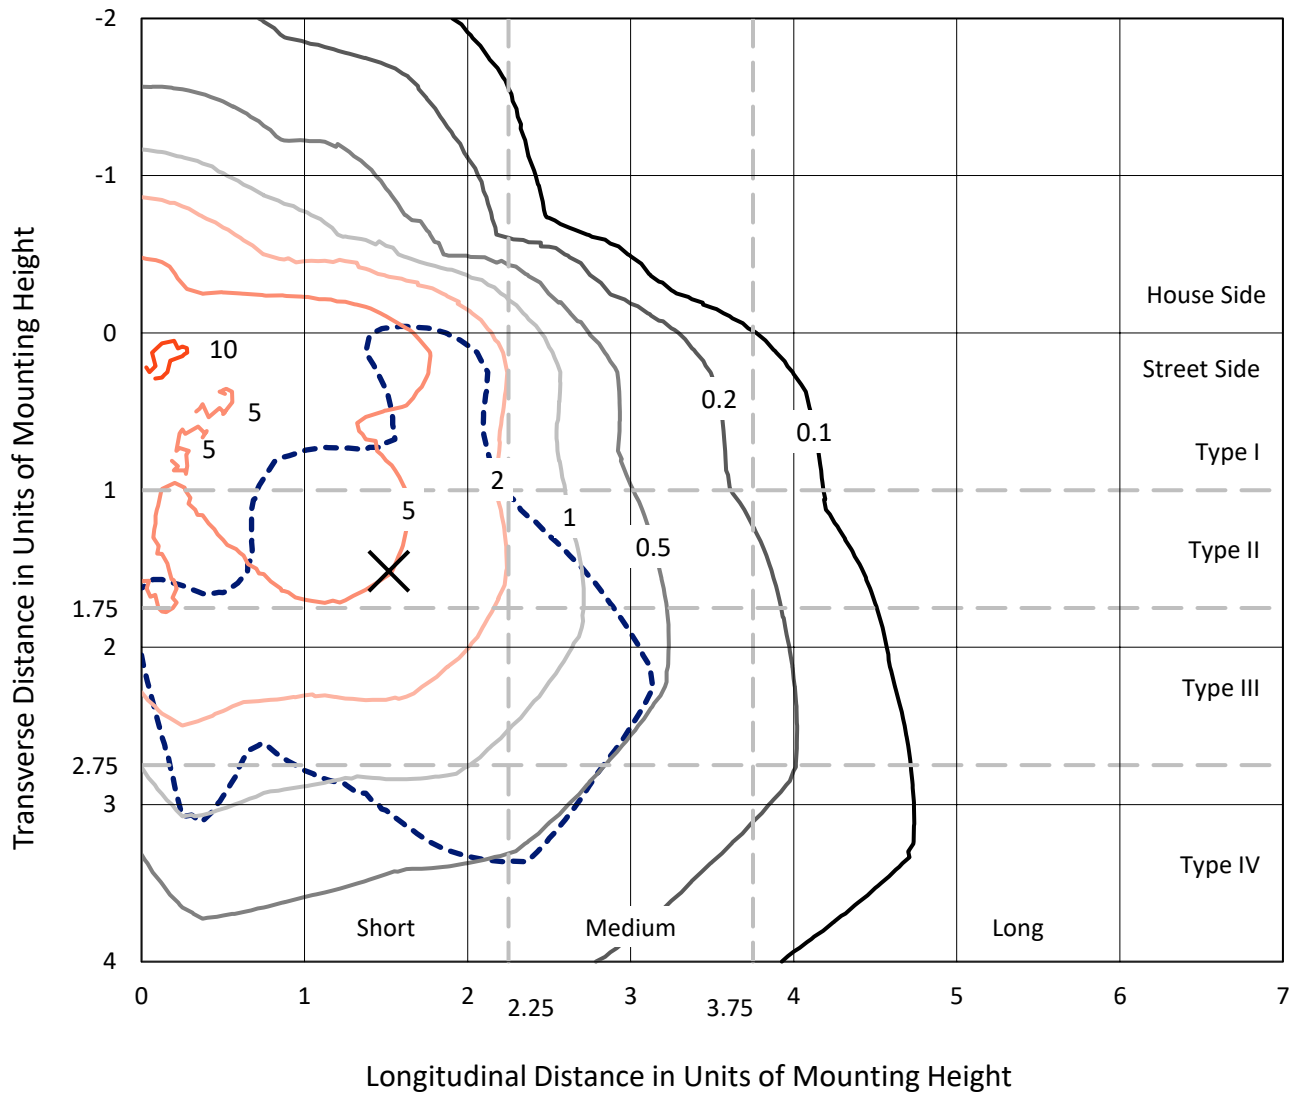 -2
-1
House Side
0
10
Street Side
0.2
5
0.1
5
Type I
2
1
5
1
0.5
Type II
1.75
2
Type III
2.75
3
Type IV
Short
Medium
Long
4
0
1
2
2.25
3
3.75
4
5
6
7
Transverse Distance in Units of Mounting Height
Longitudinal Distance in Units of Mounting Height